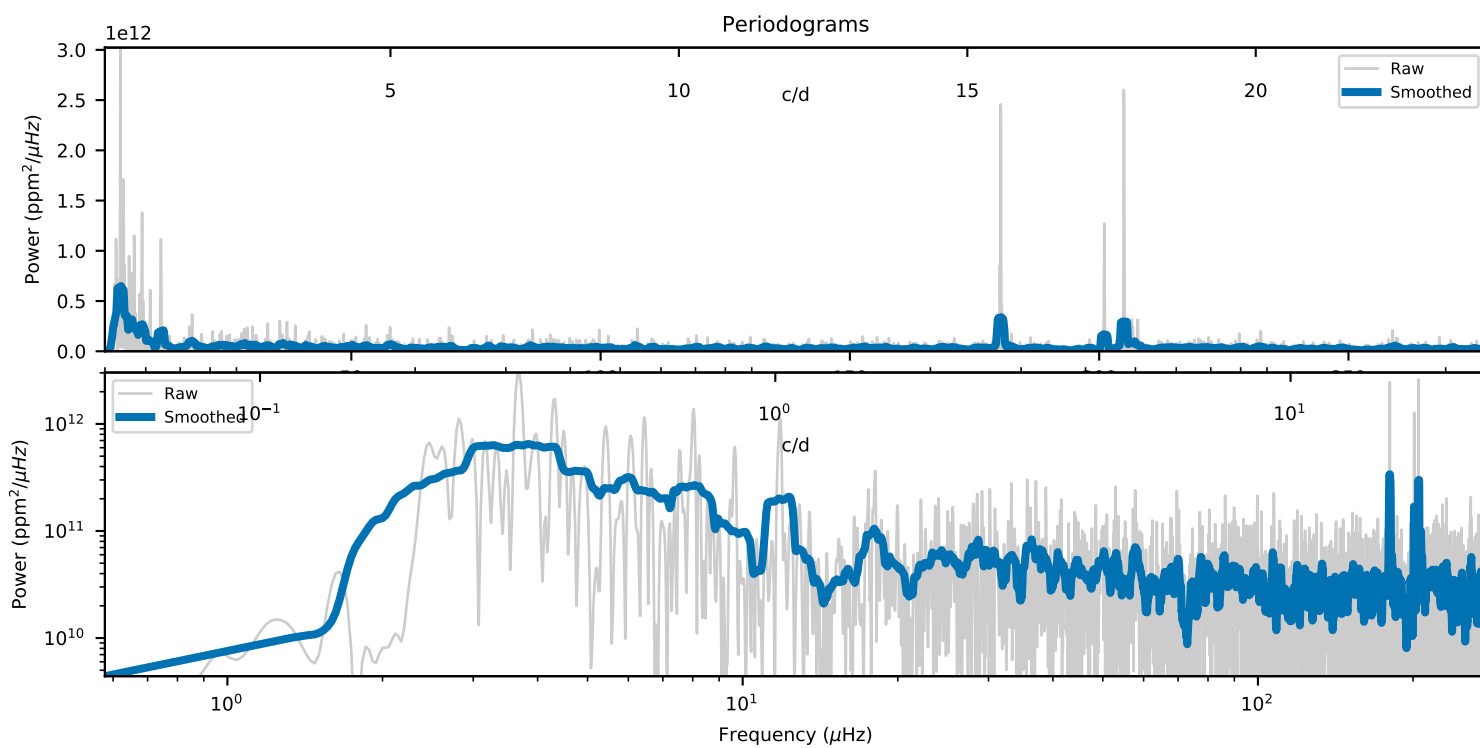 Periodograms
1e12
3.0
2.5
2.0
1.5
1.0
0.5
0.0
Power (ppm²/μHz)
5 10 15 20
c/d
Raw
Smoothed
10⁻¹ 10⁰ 10¹
c/d
Raw
Smoothed
10¹²
10¹¹
10¹⁰
Power (ppm²/μHz)
10⁰ 10¹ 10²
Frequency (μHz)